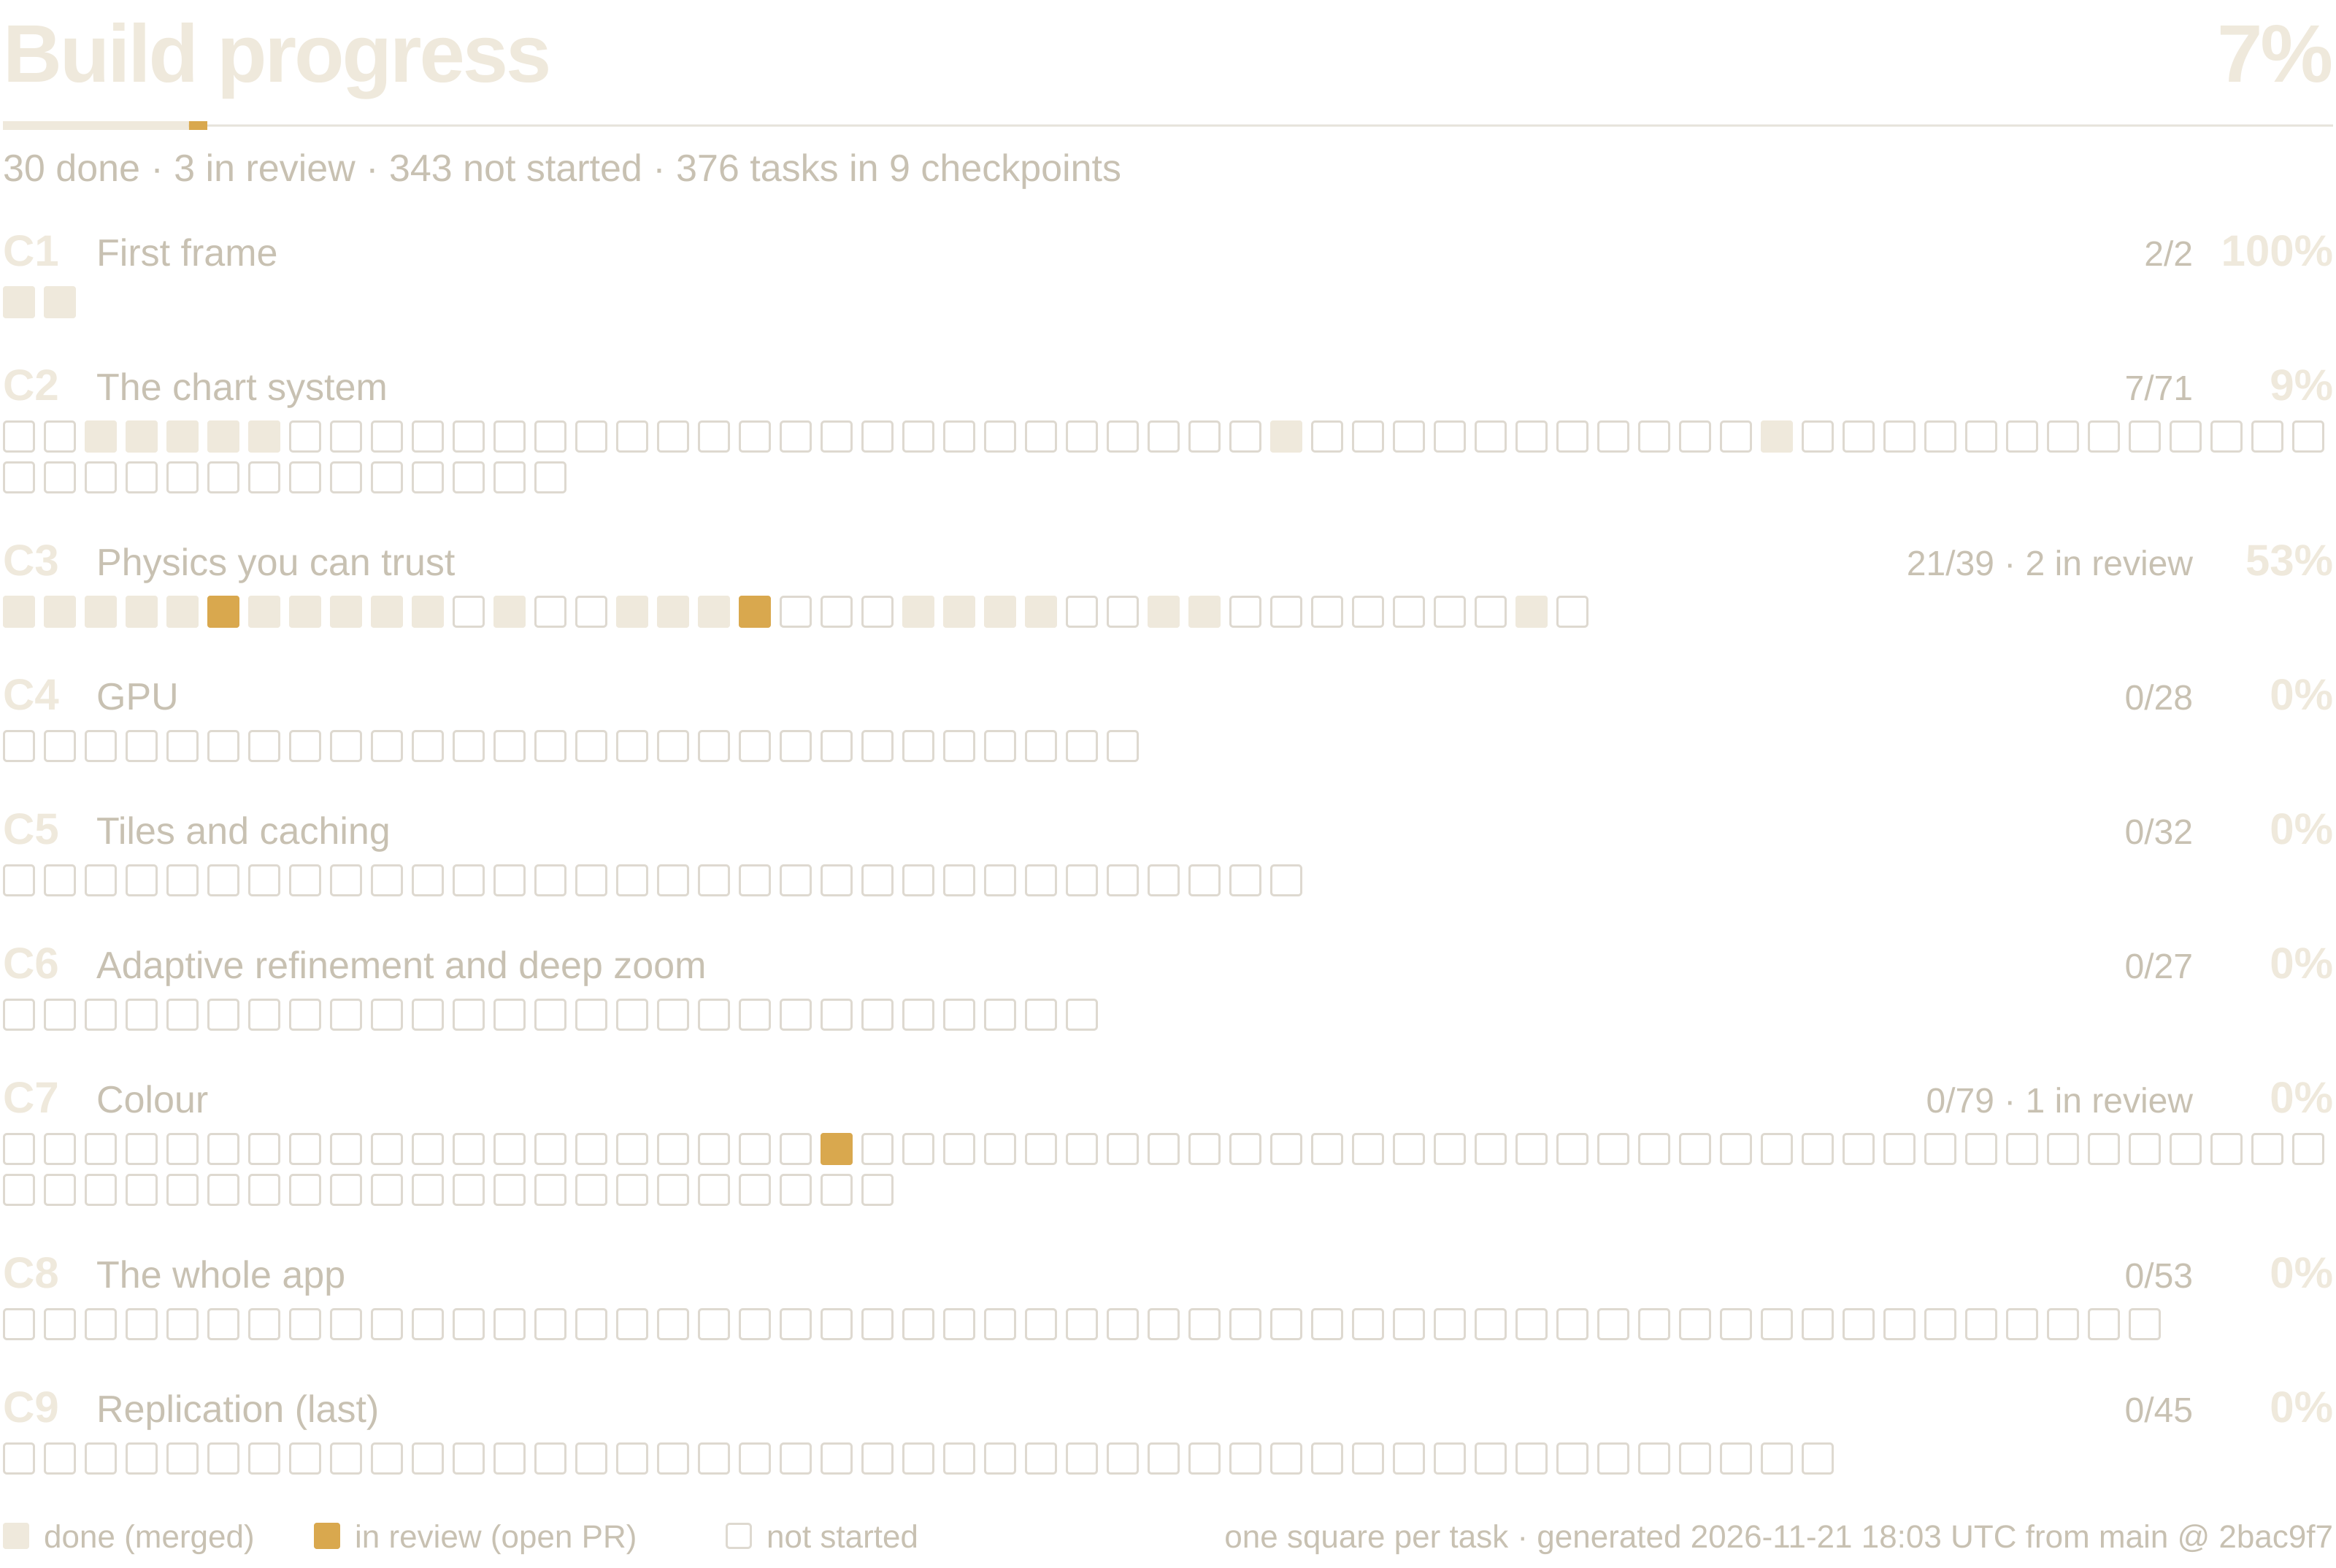 Build progress 7%
30 done · 3 in review · 343 not started · 376 tasks in 9 checkpoints
C1 First frame 2/2 100%
C2 The chart system 7/71 9%
C3 Physics you can trust 21/39 · 2 in review 53%
C4 GPU 0/28 0%
C5 Tiles and caching 0/32 0%
C6 Adaptive refinement and deep zoom 0/27 0%
C7 Colour 0/79 · 1 in review 0%
C8 The whole app 0/53 0%
C9 Replication (last) 0/45 0%
done (merged) in review (open PR) not started one square per task · generated 2026-11-21 18:03 UTC from main @ 2bac9f7